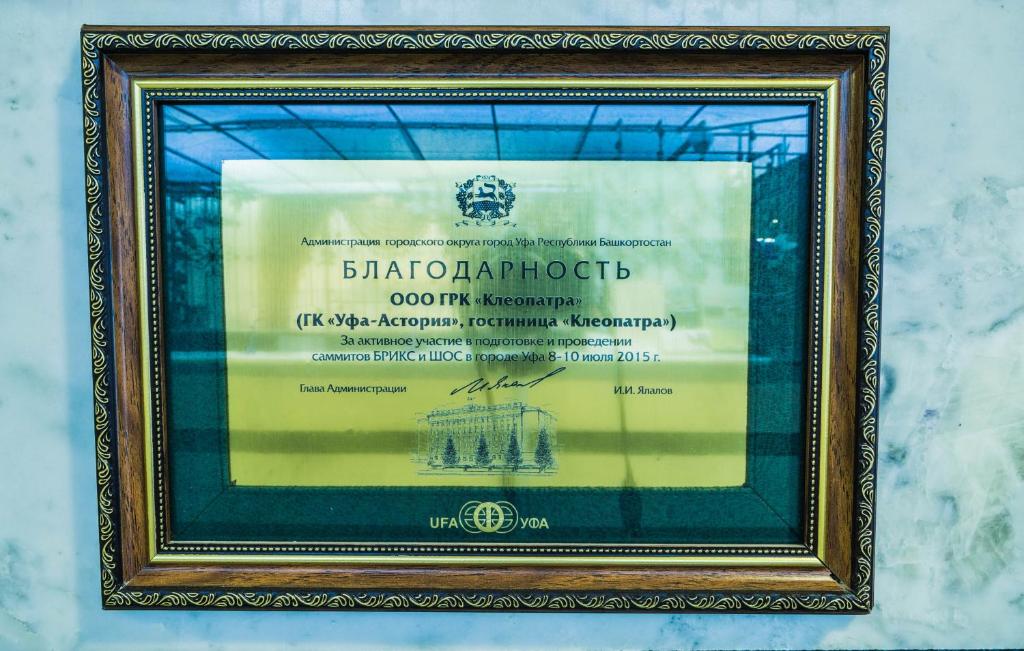 Администрация городского округа город Уфа Республики Башкортостан
БЛАГОДАРНОСТЬ
ООО ГРК «Клеопатра»
(ГК «Уфа-Астория», гостиница «Клеопатра»)
За активное участие в подготовке и проведении
саммитов БРИКС и ШОС в городе Уфа 8-10 июля 2015 г.
Глава Администрации И.И. Ялалов
UFA УФА